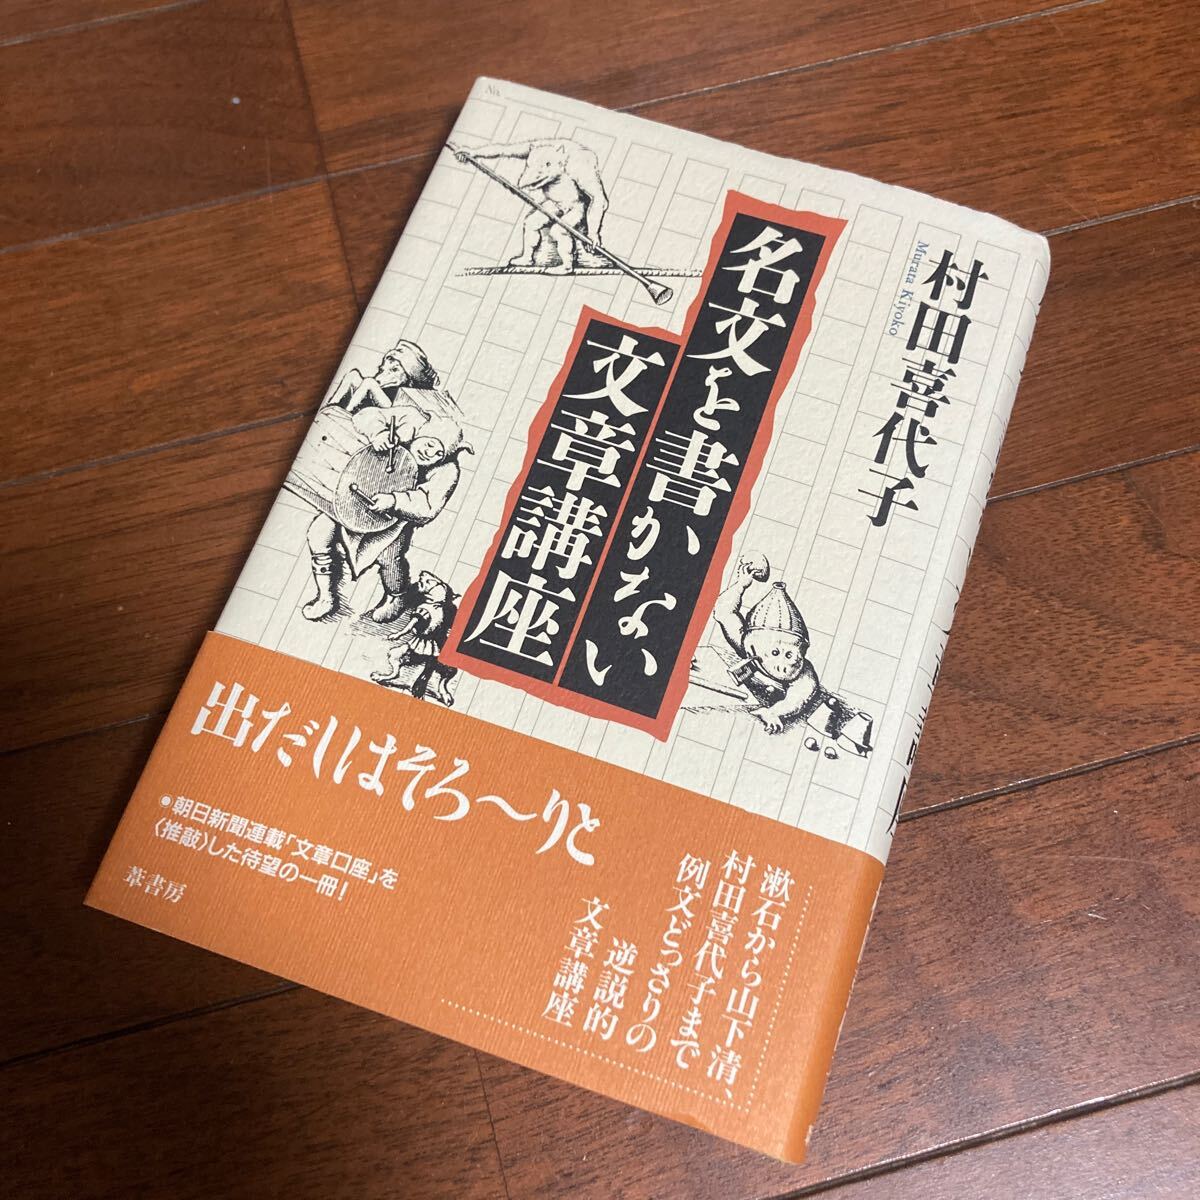 No.
村田喜代子
Murata Kiyoko
名文を書かない
文章講座
出だしはそろ〜りと
●朝日新聞連載「文章口座」を
〈推敲〉した待望の一冊!
葦書房
漱石から山下清、
村田喜代子まで
例文どっさりの
逆説的
文章講座